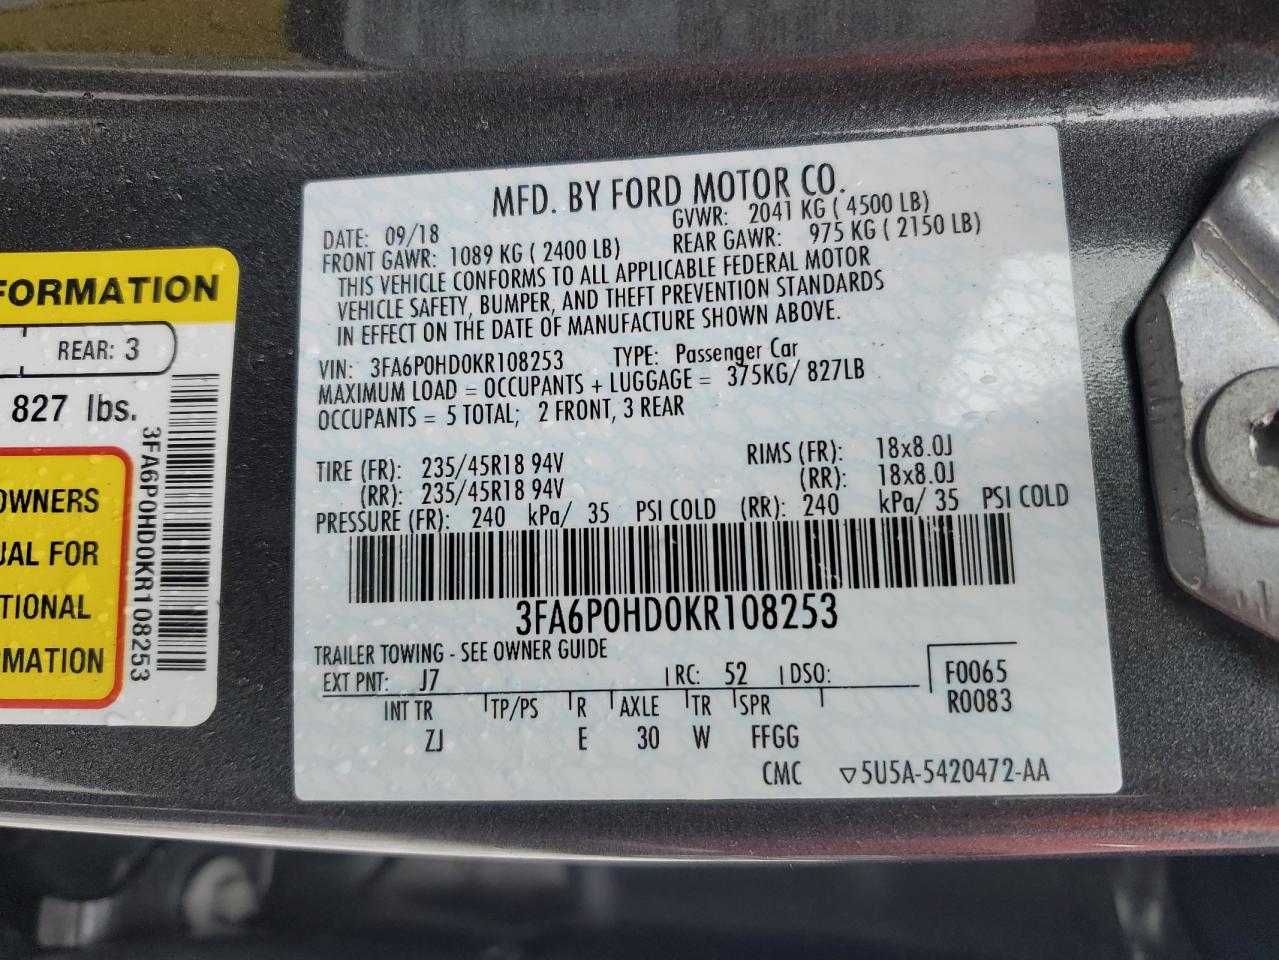 FORMATION
REAR: 3
827 lbs.
OWNERS
UAL FOR
TIONAL
RMATION
3FA6P0HD0KR108253
MFD. BY FORD MOTOR CO.
DATE: 09/18 GVWR: 2041 KG ( 4500 LB)
FRONT GAWR: 1089 KG ( 2400 LB) REAR GAWR: 975 KG ( 2150 LB)
THIS VEHICLE CONFORMS TO ALL APPLICABLE FEDERAL MOTOR
VEHICLE SAFETY, BUMPER, AND THEFT PREVENTION STANDARDS
IN EFFECT ON THE DATE OF MANUFACTURE SHOWN ABOVE.
VIN: 3FA6P0HD0KR108253 TYPE: Passenger Car
MAXIMUM LOAD = OCCUPANTS + LUGGAGE = 375KG/ 827LB
OCCUPANTS = 5 TOTAL; 2 FRONT, 3 REAR
TIRE (FR): 235/45R18 94V RIMS (FR): 18x8.0J
(RR): 235/45R18 94V (RR): 18x8.0J
PRESSURE (FR): 240 kPa/ 35 PSI COLD (RR): 240 kPa/ 35 PSI COLD
3FA6P0HD0KR108253
TRAILER TOWING - SEE OWNER GUIDE
EXT PNT: J7 RC: 52 DSO: F0065
R0083
INT TR TP/PS R AXLE TR SPR
ZJ E 30 W FFGG
CMC ▽5U5A-5420472-AA